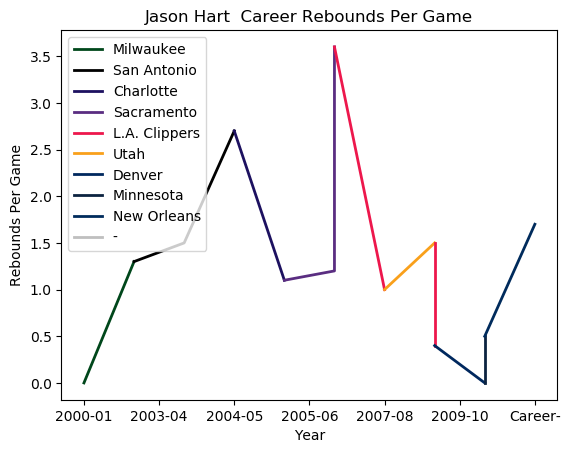 Jason Hart  Career Rebounds Per Game
Milwaukee
San Antonio
Charlotte
Sacramento
L.A. Clippers
Utah
Denver
Minnesota
New Orleans
-
Rebounds Per Game
3.5
3.0
2.5
2.0
1.5
1.0
0.5
0.0
2000-01 2003-04 2004-05 2005-06 2007-08 2009-10 Career-
Year